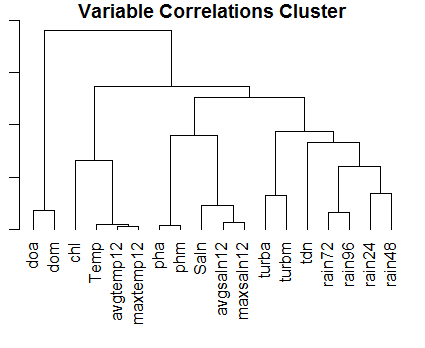 Variable Correlations Cluster
doa
dom
chl
Temp
avgtemp12
maxtemp12
pha
phm
Saln
avgsaln12
maxsaln12
turba
turbm
tdn
rain72
rain96
rain24
rain48